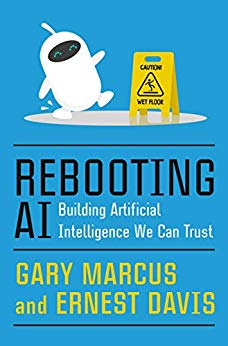 CAUTION!
WET FLOOR
REBOOTING
AI
Building Artificial
Intelligence We Can Trust
GARY MARCUS
and ERNEST DAVIS